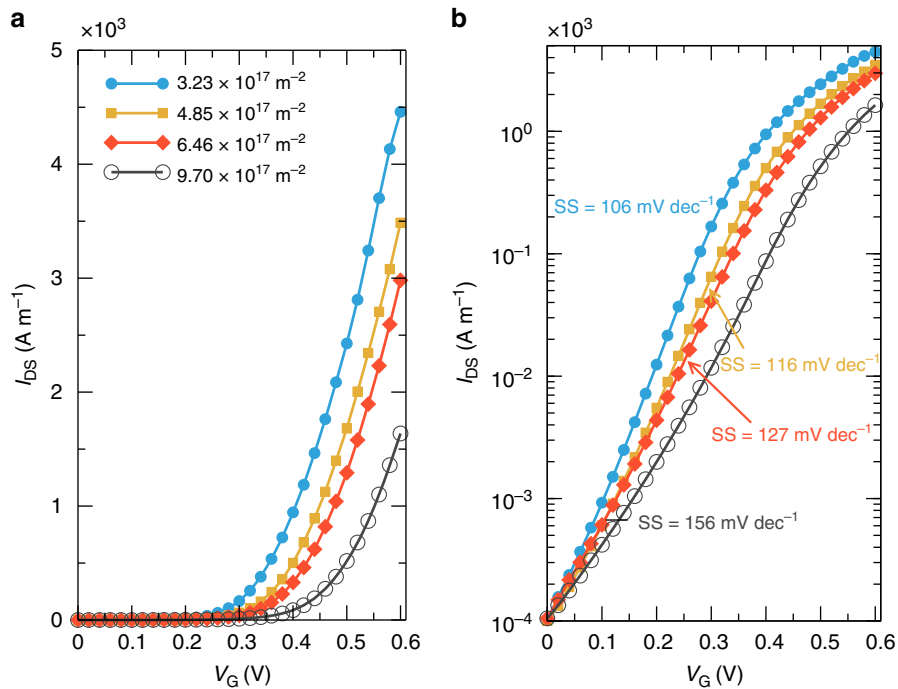 a
×10³
5
4
3
2
1
0
I_DS (A m⁻¹)
3.23 × 10¹⁷ m⁻²
4.85 × 10¹⁷ m⁻²
6.46 × 10¹⁷ m⁻²
9.70 × 10¹⁷ m⁻²
0 0.1 0.2 0.3 0.4 0.5 0.6
V_G (V)
b
×10³
10⁰
10⁻¹
10⁻²
10⁻³
10⁻⁴
I_DS (A m⁻¹)
SS = 106 mV dec⁻¹
SS = 116 mV dec⁻¹
SS = 127 mV dec⁻¹
SS = 156 mV dec⁻¹
0 0.1 0.2 0.3 0.4 0.5 0.6
V_G (V)